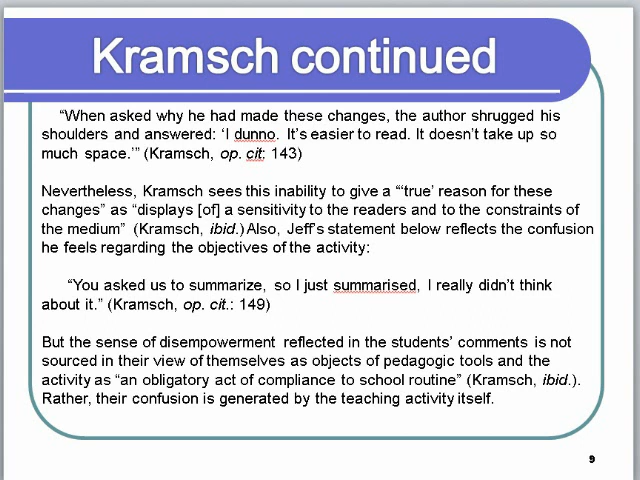 Kramsch continued
“When asked why he had made these changes, the author shrugged his
shoulders and answered: ‘I dunno. It’s easier to read. It doesn’t take up so
much space.’” (Kramsch, op. cit: 143)
Nevertheless, Kramsch sees this inability to give a “‘true’ reason for these
changes” as “displays [of] a sensitivity to the readers and to the constraints of
the medium” (Kramsch, ibid.) Also, Jeff’s statement below reflects the confusion
he feels regarding the objectives of the activity:
“You asked us to summarize, so I just summarised, I really didn’t think
about it.” (Kramsch, op. cit.: 149)
But the sense of disempowerment reflected in the students’ comments is not
sourced in their view of themselves as objects of pedagogic tools and the
activity as “an obligatory act of compliance to school routine” (Kramsch, ibid.).
Rather, their confusion is generated by the teaching activity itself.
9